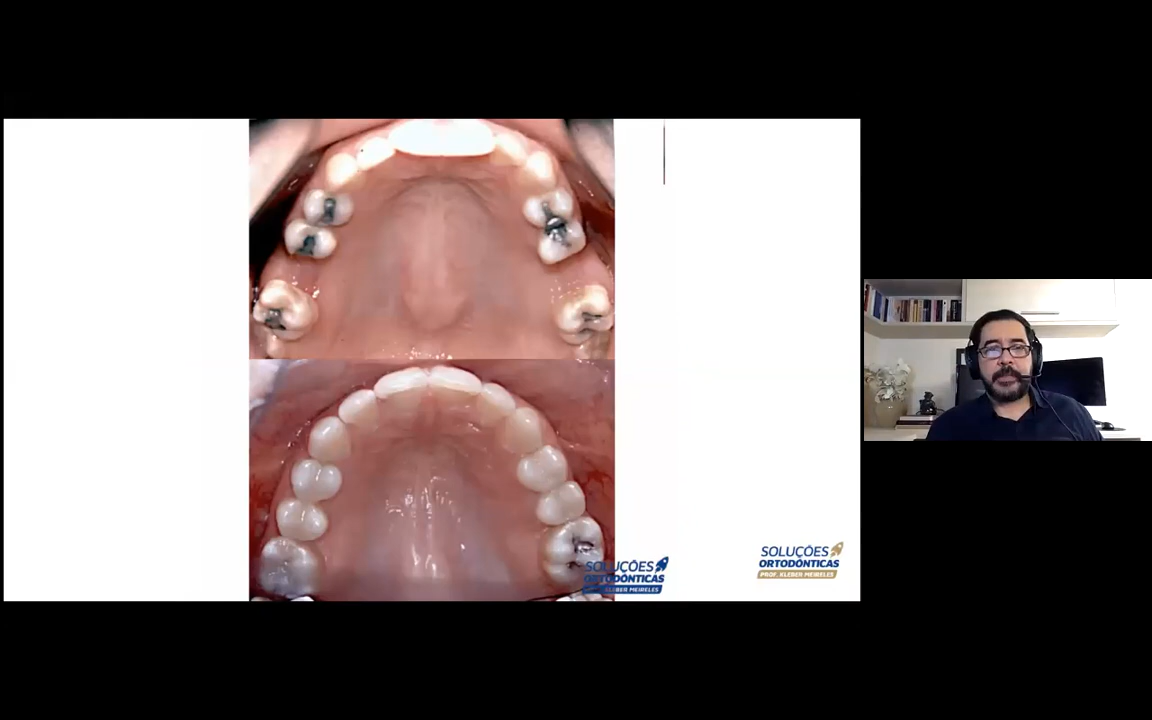 SOLUÇÕES
ORTODÔNTICAS
KLEBER MEIRELES
SOLUÇÕES
ORTODÔNTICAS
PROF. KLEBER MEIRELES